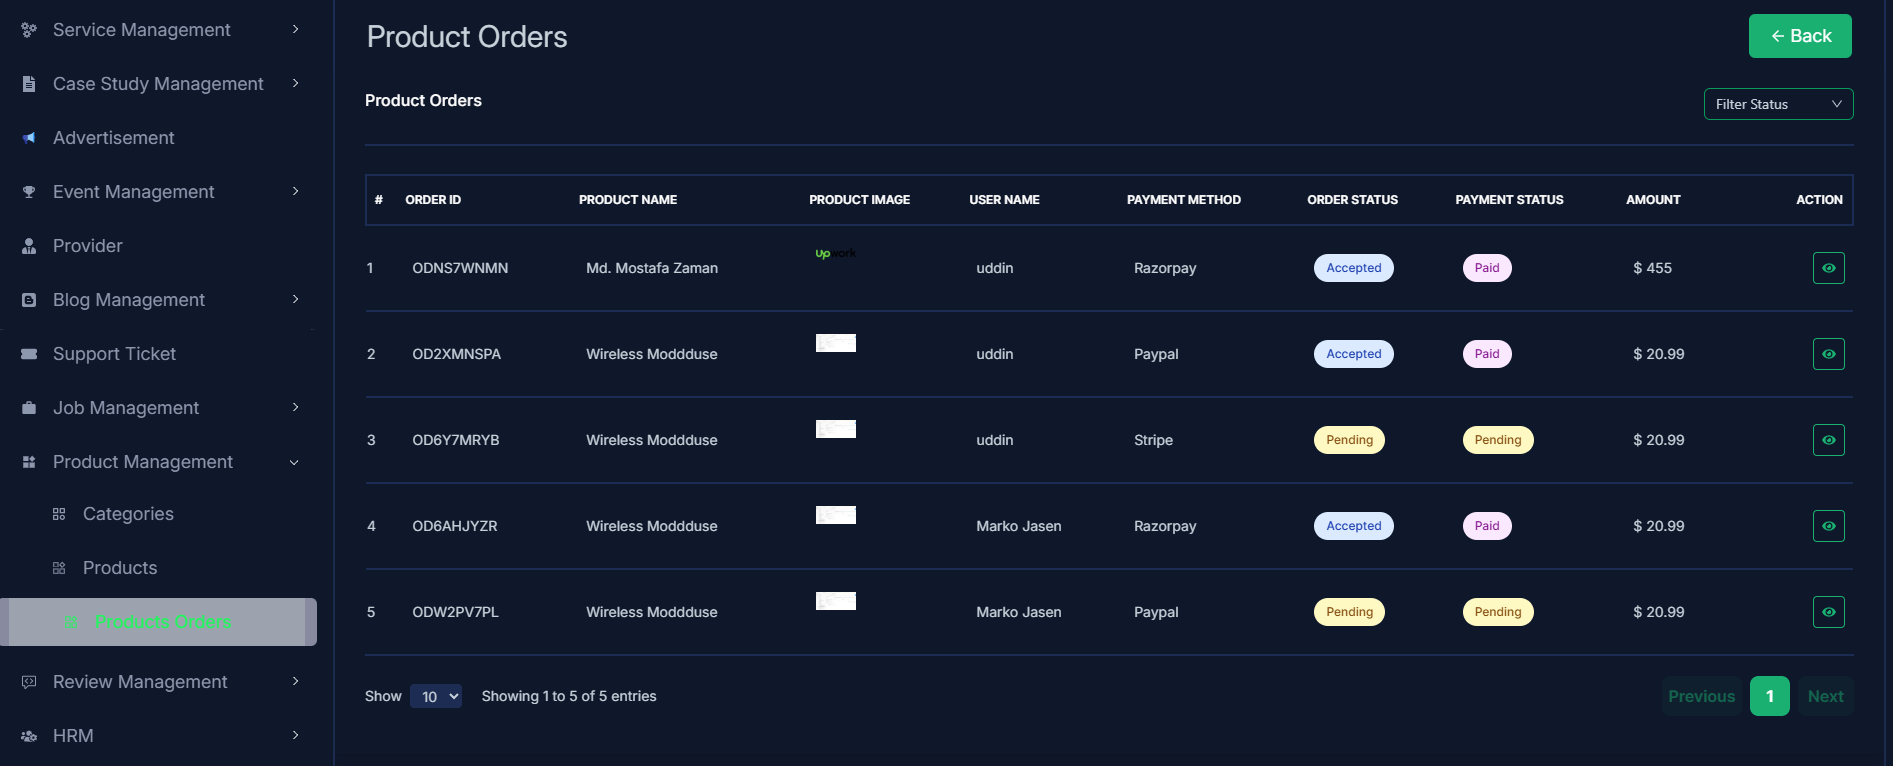 Service Management
Case Study Management
Advertisement
Event Management
Provider
Blog Management
Support Ticket
Job Management
Product Management
Categories
Products
Products Orders
Review Management
HRM
Product Orders
← Back
Product Orders
Filter Status
# ORDER ID PRODUCT NAME PRODUCT IMAGE USER NAME PAYMENT METHOD ORDER STATUS PAYMENT STATUS AMOUNT ACTION
1 ODNS7WNMN Md. Mostafa Zaman upwork uddin Razorpay Accepted Paid $ 455
2 OD2XMNSPA Wireless Moddduse uddin Paypal Accepted Paid $ 20.99
3 OD6Y7MRYB Wireless Moddduse uddin Stripe Pending Pending $ 20.99
4 OD6AHJYZR Wireless Moddduse Marko Jasen Razorpay Accepted Paid $ 20.99
5 ODW2PV7PL Wireless Moddduse Marko Jasen Paypal Pending Pending $ 20.99
Show 10 Showing 1 to 5 of 5 entries Previous 1 Next